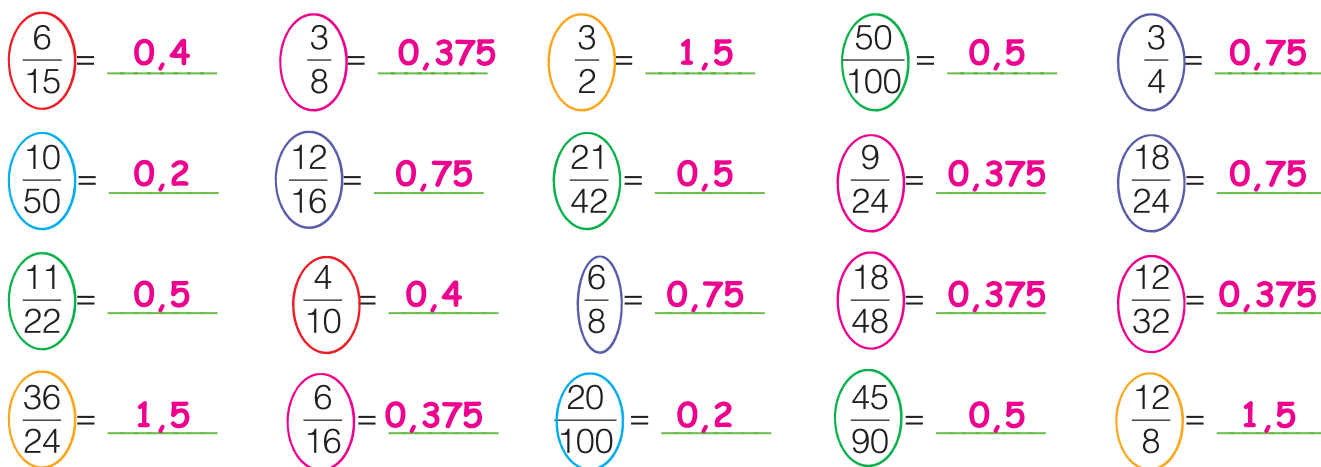 6/15 = 0,4 3/8 = 0,375 3/2 = 1,5 50/100 = 0,5 3/4 = 0,75
10/50 = 0,2 12/16 = 0,75 21/42 = 0,5 9/24 = 0,375 18/24 = 0,75
11/22 = 0,5 4/10 = 0,4 6/8 = 0,75 18/48 = 0,375 12/32 = 0,375
36/24 = 1,5 6/16 = 0,375 20/100 = 0,2 45/90 = 0,5 12/8 = 1,5